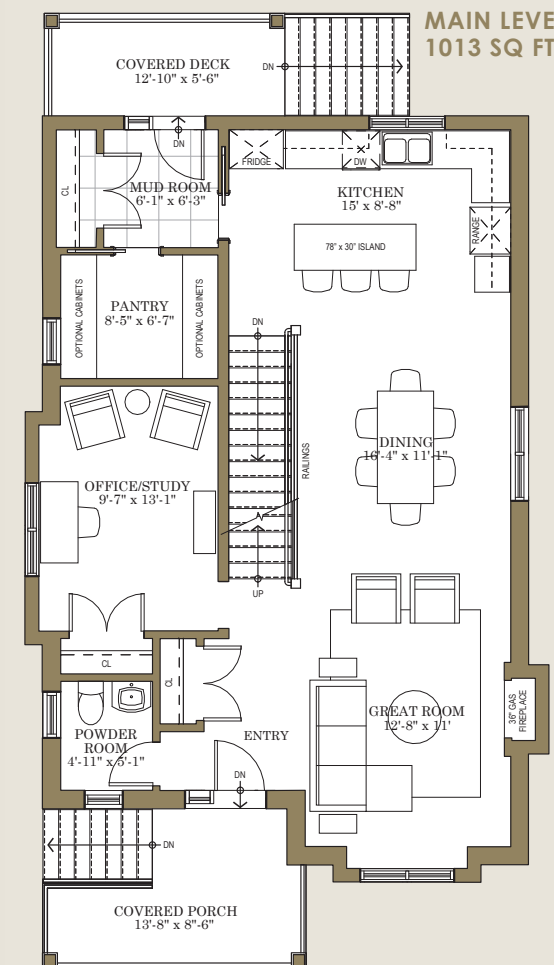 MAIN LEVE
1013 SQ FT
COVERED DECK
12'-10" x 5'-6"
DN
DN
CL
MUD ROOM
6'-1" x 6'-3"
FRIDGE
DW
KITCHEN
15' x 8'-8"
RANGE
78" x 30" ISLAND
OPTIONAL CABINETS
PANTRY
8'-5" x 6'-7"
OPTIONAL CABINETS
DN
RAILINGS
UP
DINING
16'-4" x 11'-1"
OFFICE/STUDY
9'-7" x 13'-1"
CL
CL
GREAT ROOM
12'-8" x 11'
36" GAS
FIREPLACE
POWDER
ROOM
4'-11" x 5'-1"
ENTRY
DN
DN
COVERED PORCH
13'-8" x 8'-6"